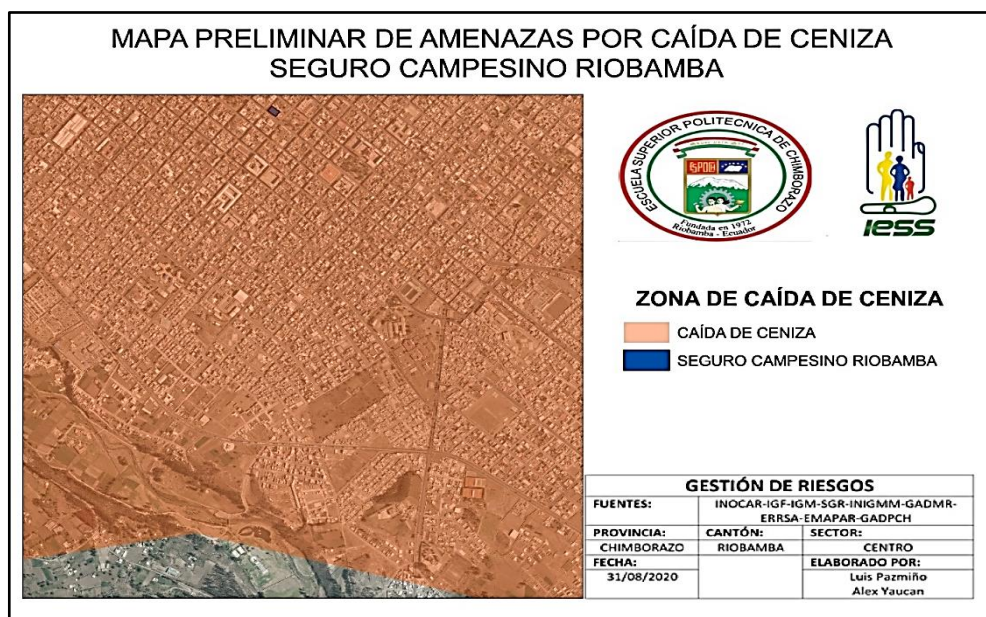 MAPA PRELIMINAR DE AMENAZAS POR CAÍDA DE CENIZA
SEGURO CAMPESINO RIOBAMBA
ESCUELA SUPERIOR POLITECNICA DE CHIMBORAZO
ESPOCH
Fundada en 1972
Riobamba - Ecuador
IESS
ZONA DE CAÍDA DE CENIZA
CAÍDA DE CENIZA
SEGURO CAMPESINO RIOBAMBA
GESTIÓN DE RIESGOS
FUENTES: INOCAR-IGF-IGM-SGR-INIGMM-GADMR-
ERRSA-EMAPAR-GADPCH
PROVINCIA: CANTÓN: SECTOR:
CHIMBORAZO RIOBAMBA CENTRO
FECHA: ELABORADO POR:
31/08/2020 Luis Pazmiño
Alex Yaucan